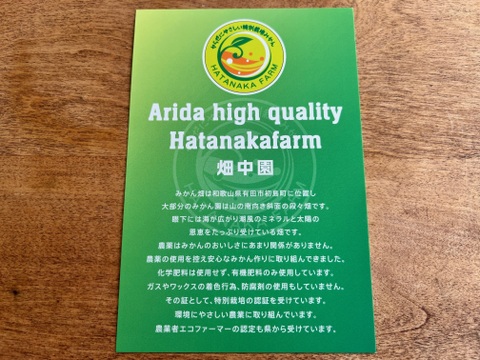 からだにやさしい特別栽培みかん
HATANAKA FARM
Arida high quality
Hatanakafarm
畑中園
みかん畑は和歌山県有田市初島町に位置し
大部分のみかん園は山の南向き斜面の段々畑です。
眼下には海が広がり潮風のミネラルと太陽の
恩恵をたっぷり受けている畑です。
農薬はみかんのおいしさにあまり関係がありません。
農薬の使用を控え安心なみかん作りに取り組んできました。
化学肥料は使用せず、有機肥料のみ使用しています。
ガスやワックスの着色行為、防腐剤の使用もしていません。
その証として、特別栽培の認証を受けています。
環境にやさしい農業に取り組んでいます。
農業者エコファーマーの認定も県から受けています。